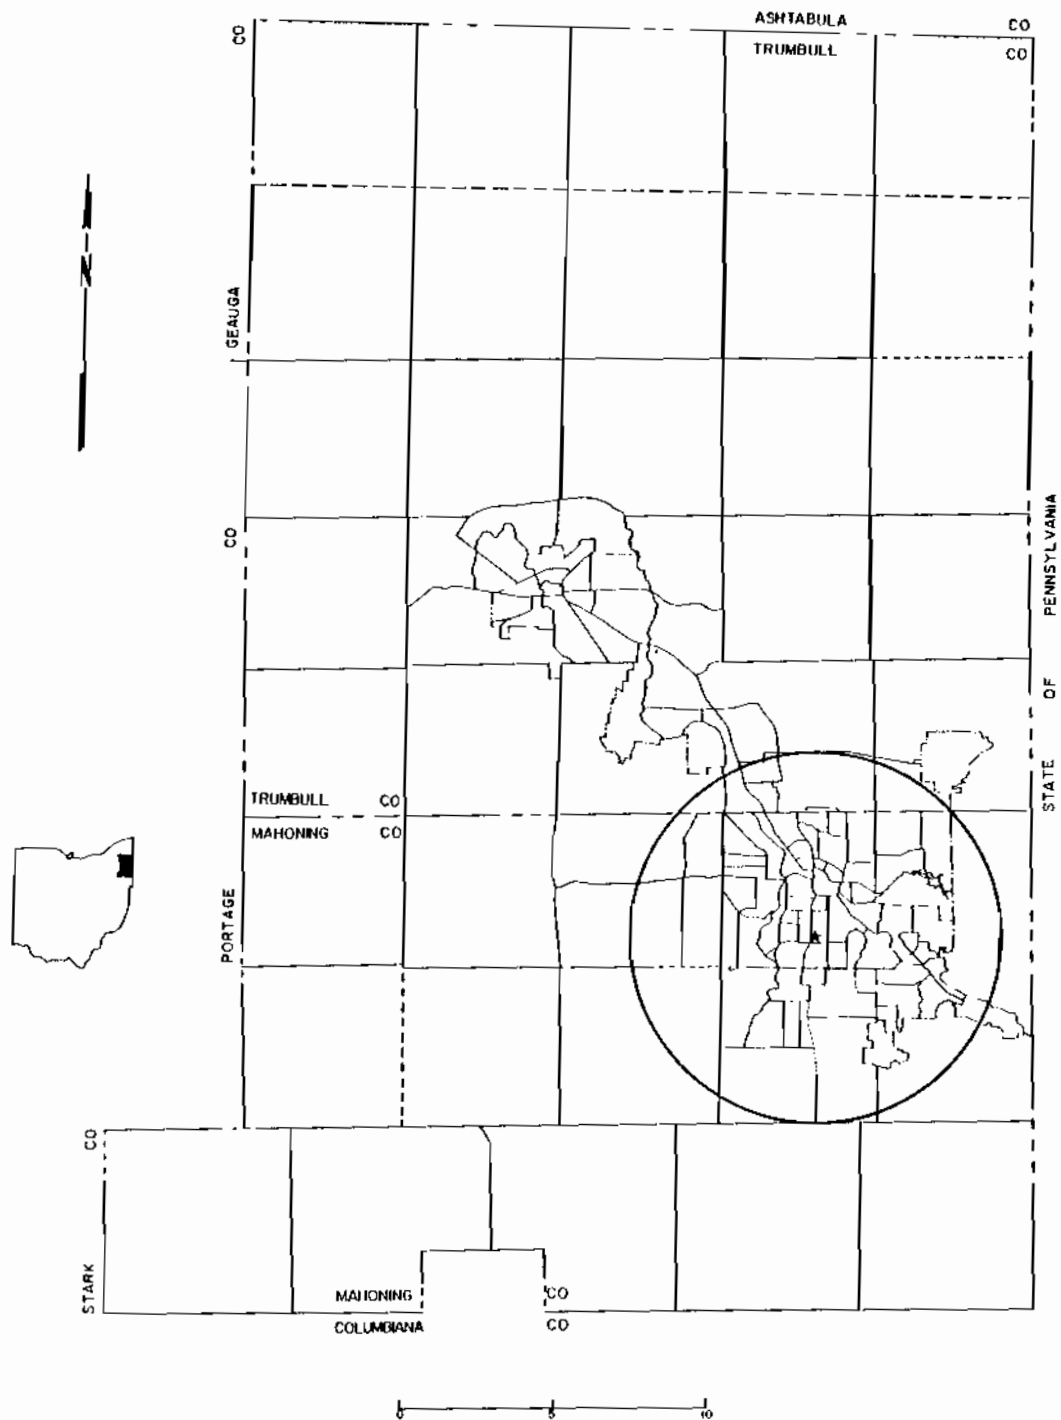 ASHTABULA CO
TRUMBULL CO
CO
N
GEAUGA
CO
STATE OF PENNSYLVANIA
TRUMBULL CO
MAHONING CO
PORTAGE
CO
STARK
MAHONING CO
COLUMBIANA CO
0 5 10